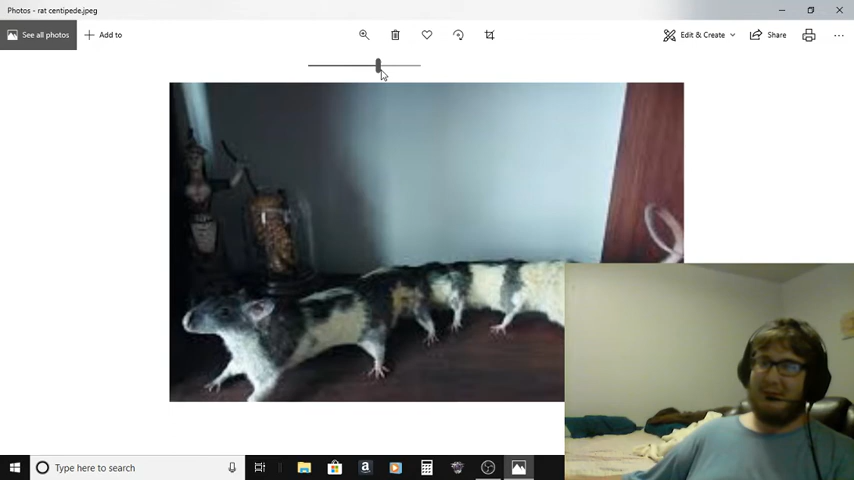 Photos - rat centipede.jpeg
See all photos
Add to
Edit & Create
Share
Type here to search